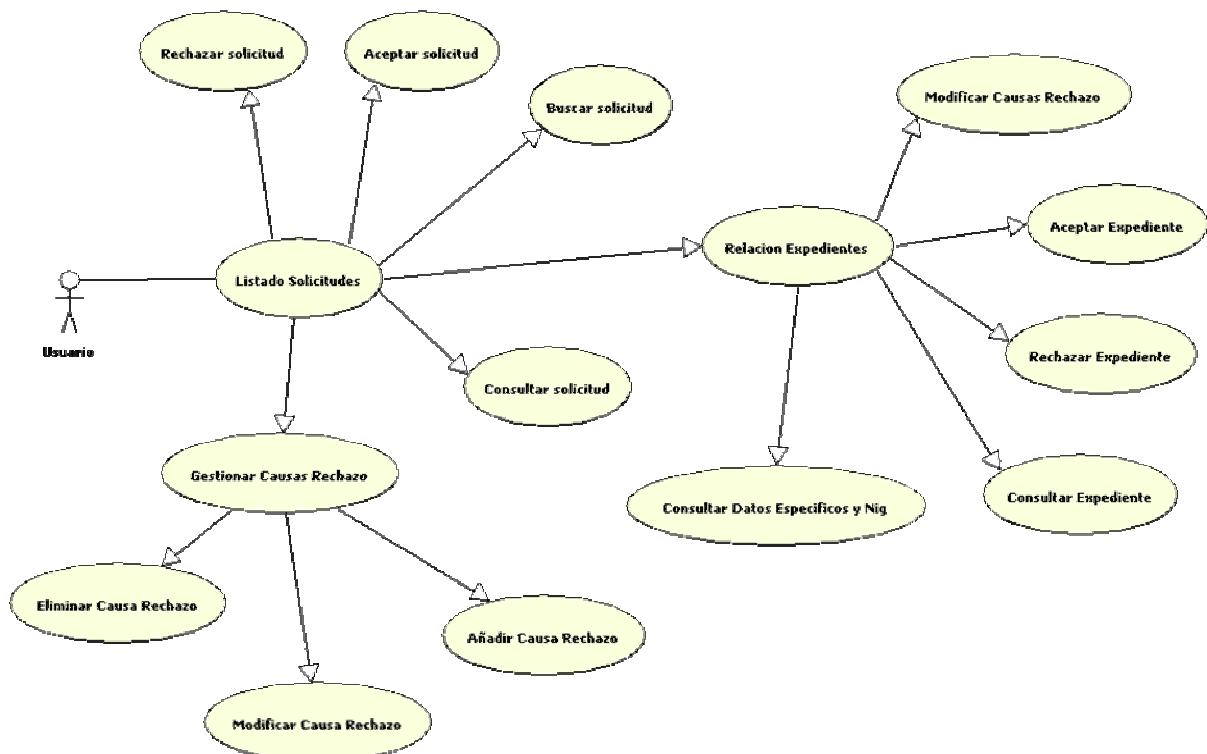 Rechazar solicitud
Aceptar solicitud
Buscar solicitud
Modificar Causas Rechazo
Aceptar Expediente
Relacion Expedientes
Listado Solicitudes
Usuario
Rechazar Expediente
Consultar solicitud
Gestionar Causas Rechazo
Consultar Expediente
Consultar Datos Especificos y Nig
Eliminar Causa Rechazo
Añadir Causa Rechazo
Modificar Causa Rechazo